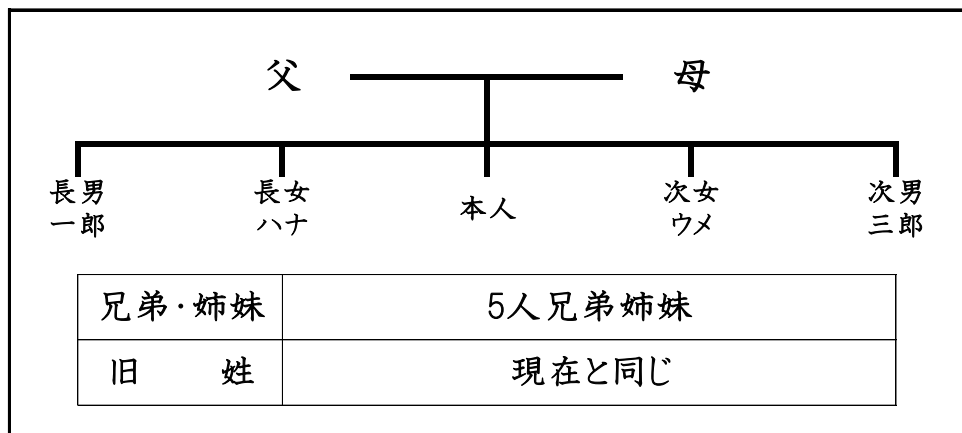 父 母
長男 長女 本人 次女 次男
一郎 ハナ ウメ 三郎
兄弟・姉妹 5人兄弟姉妹
旧 姓 現在と同じ